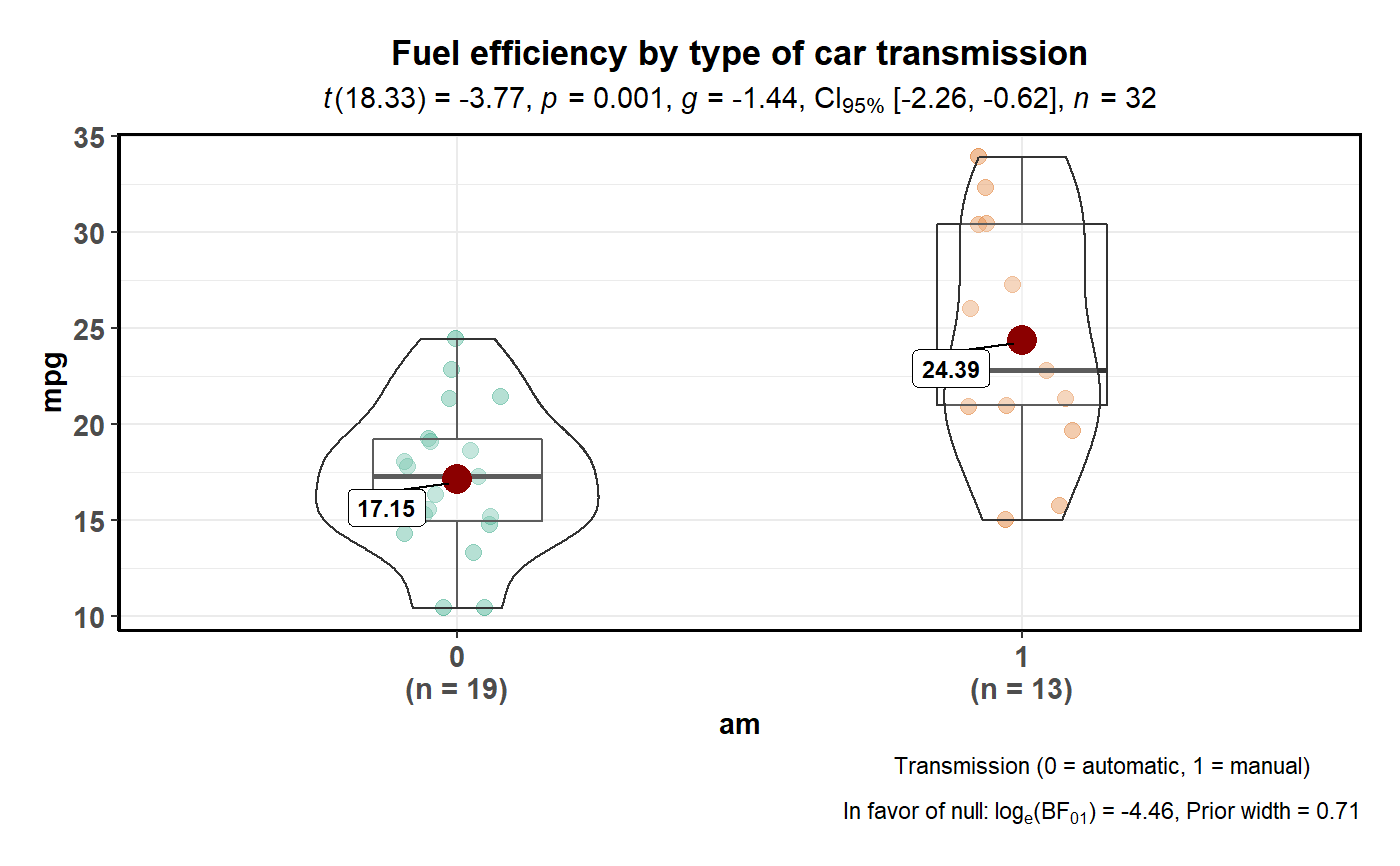 Fuel efficiency by type of car transmission
t(18.33) = -3.77, p = 0.001, g = -1.44, CI95% [-2.26, -0.62], n = 32
35
30
25
20
15
10
mpg
17.15
24.39
0
(n = 19)
1
(n = 13)
am
Transmission (0 = automatic, 1 = manual)
In favor of null: loge(BF01) = -4.46, Prior width = 0.71